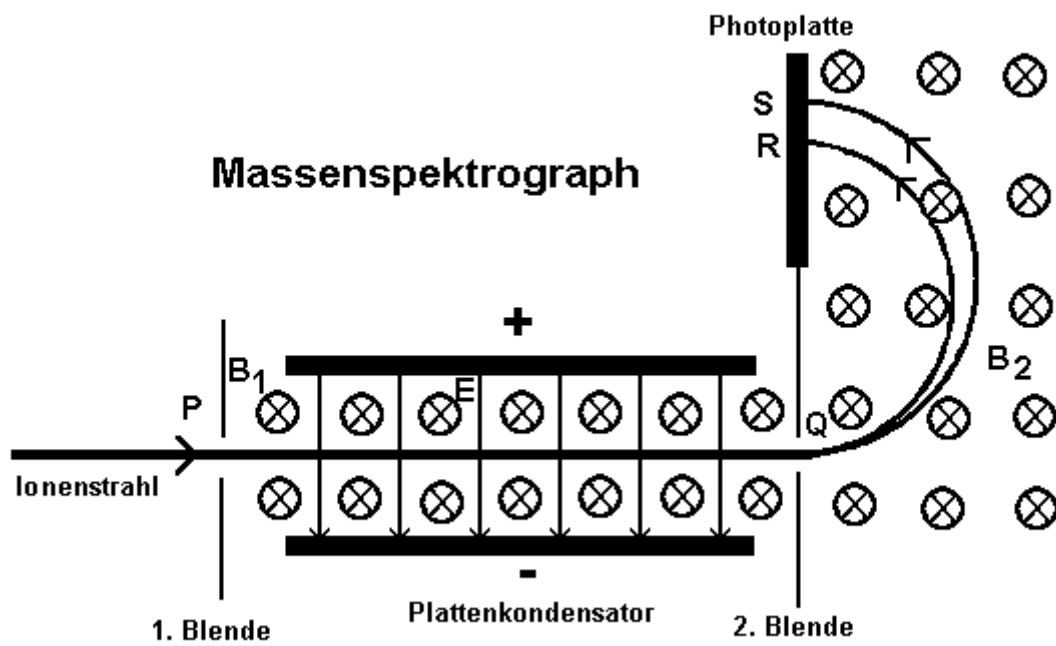 Photoplatte
S
R
Massenspektrograph
+
B1
E
B2
P
Q
Ionenstrahl
-
Plattenkondensator
1. Blende
2. Blende